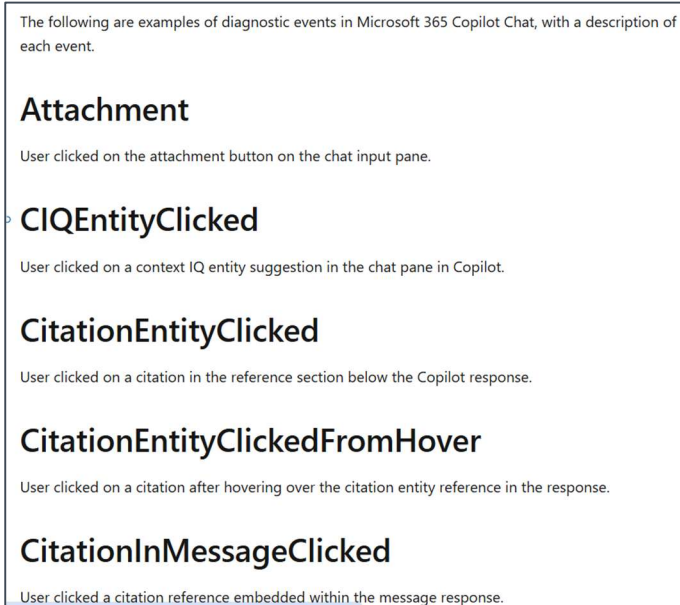 The following are examples of diagnostic events in Microsoft 365 Copilot Chat, with a description of
each event.
Attachment
User clicked on the attachment button on the chat input pane.
CIQEntityClicked
User clicked on a context IQ entity suggestion in the chat pane in Copilot.
CitationEntityClicked
User clicked on a citation in the reference section below the Copilot response.
CitationEntityClickedFromHover
User clicked on a citation after hovering over the citation entity reference in the response.
CitationInMessageClicked
User clicked a citation reference embedded within the message response.